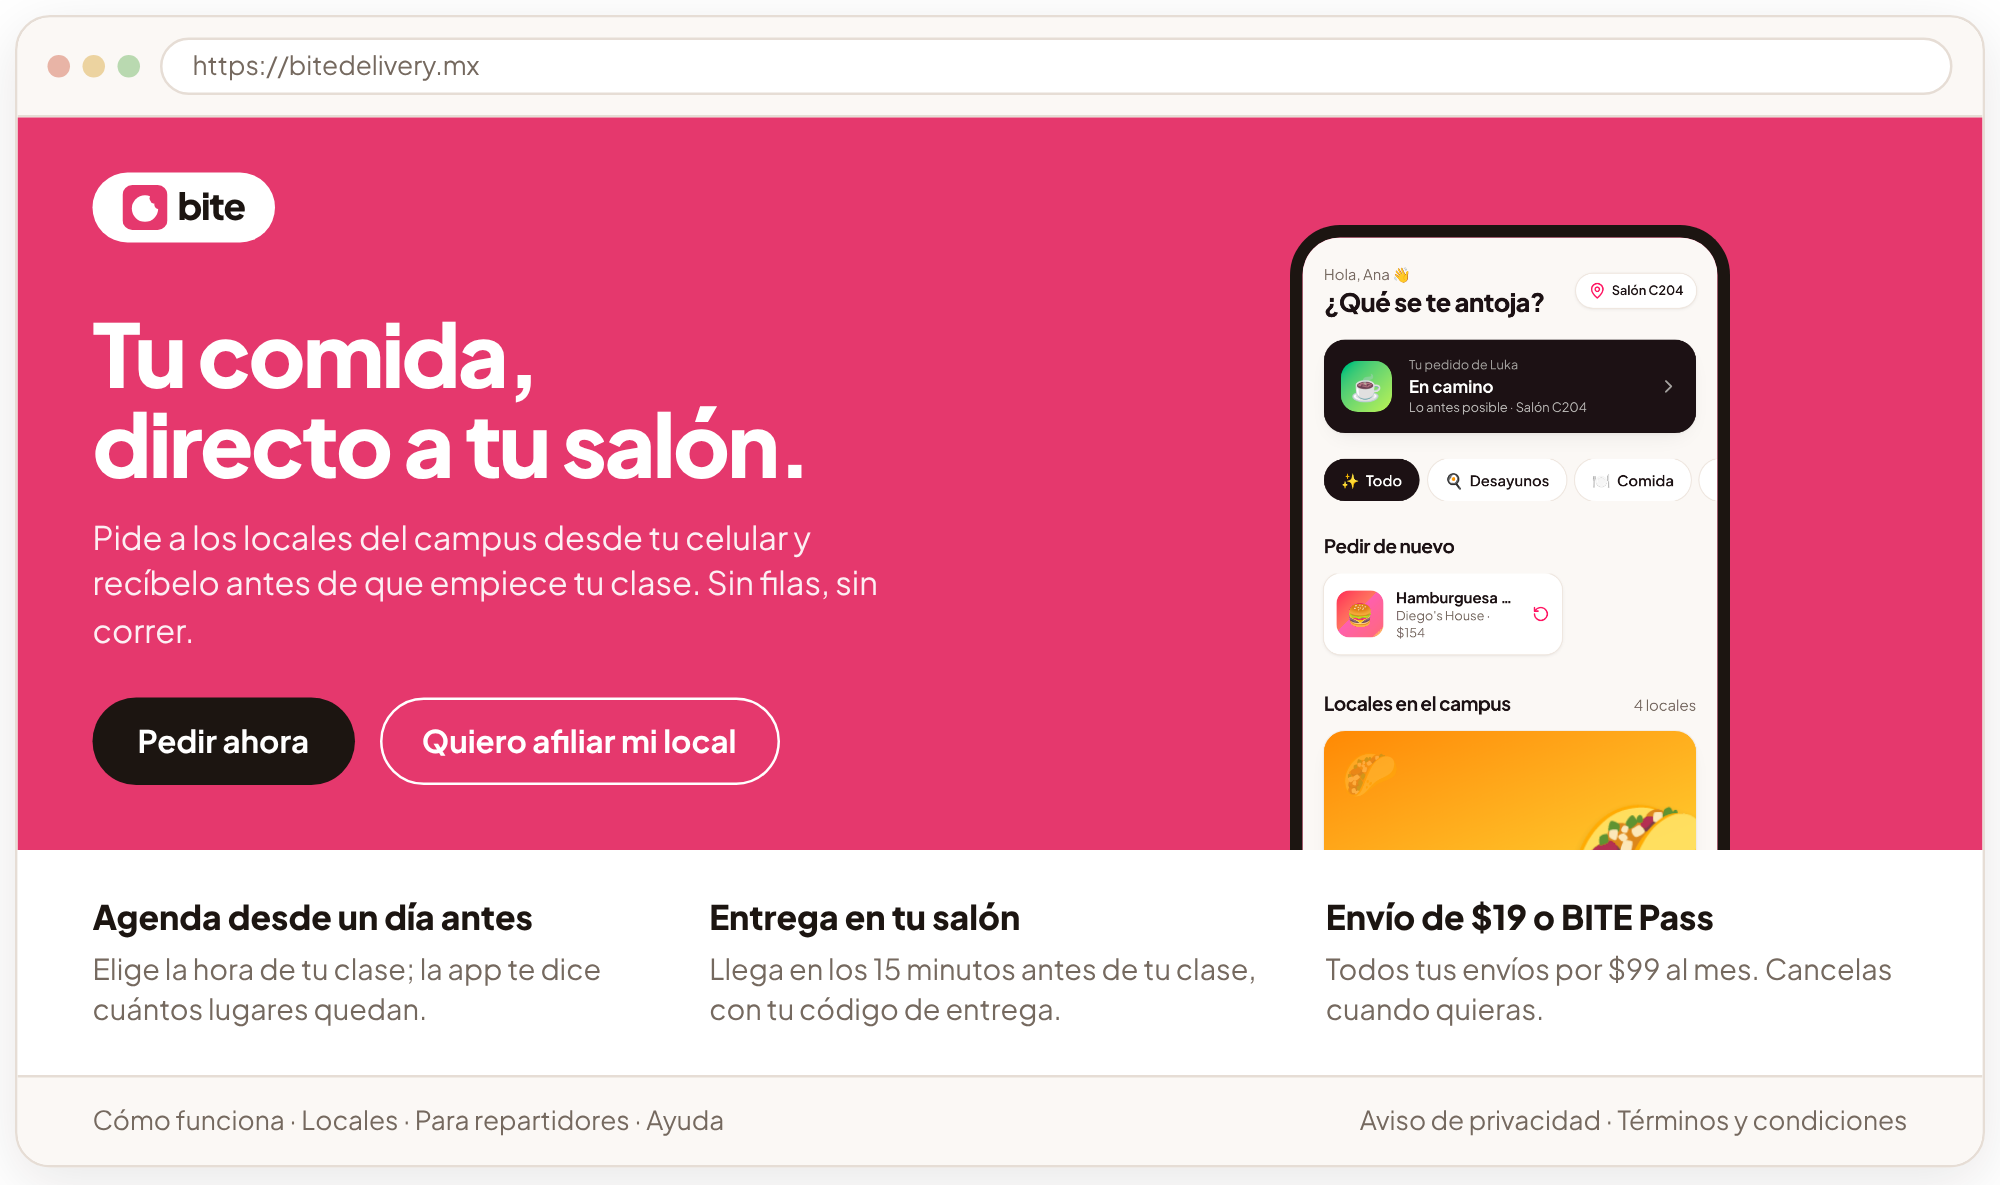 https://bitedelivery.mx
bite
Tu comida,
directo a tu salón.
Pide a los locales del campus desde tu celular y
recíbelo antes de que empiece tu clase. Sin filas, sin
correr.
Pedir ahora
Quiero afiliar mi local
Hola, Ana 👋
¿Qué se te antoja?
Salón C204
Tu pedido de Luka
En camino
Lo antes posible · Salón C204
✨ Todo
🍳 Desayunos
🍽️ Comida
Pedir de nuevo
Hamburguesa ...
Diego's House ·
$154
Locales en el campus
4 locales
Agenda desde un día antes
Elige la hora de tu clase; la app te dice
cuántos lugares quedan.
Entrega en tu salón
Llega en los 15 minutos antes de tu clase,
con tu código de entrega.
Envío de $19 o BITE Pass
Todos tus envíos por $99 al mes. Cancelas
cuando quieras.
Cómo funciona · Locales · Para repartidores · Ayuda
Aviso de privacidad · Términos y condiciones